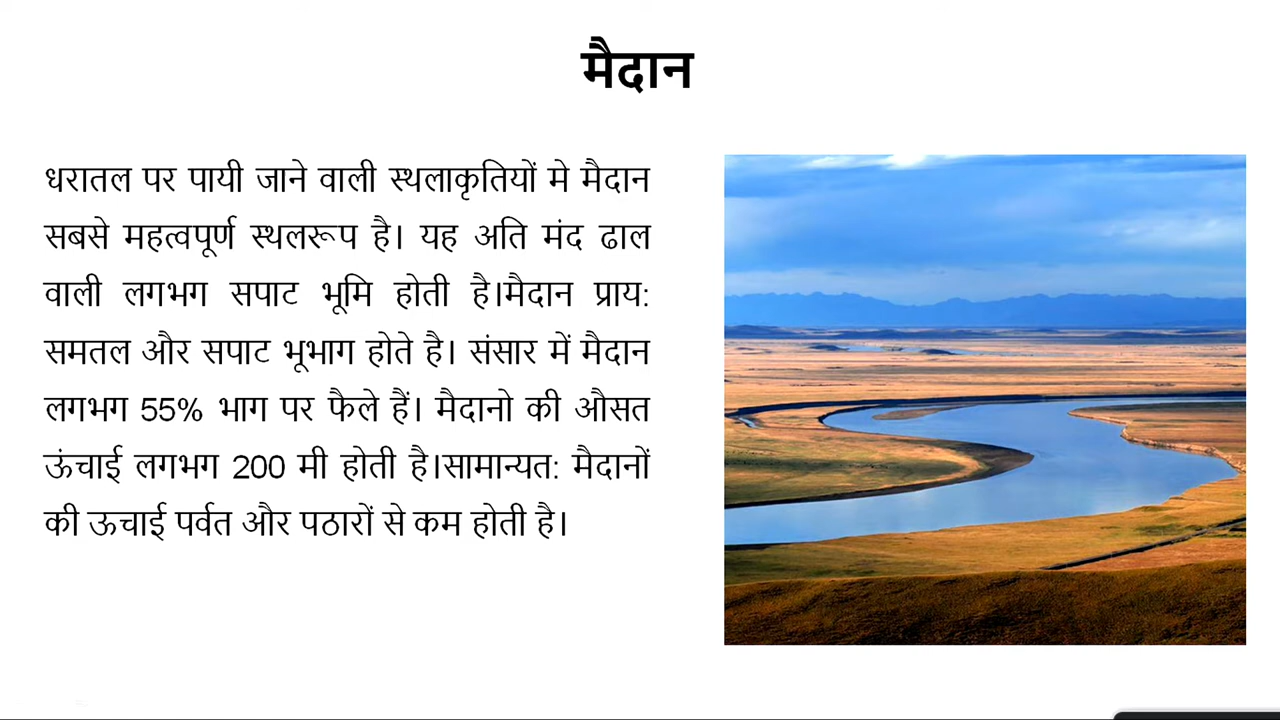 मैदान
धरातल पर पायी जाने वाली स्थलाकृतियों मे मैदान
सबसे महत्वपूर्ण स्थलरूप है। यह अति मंद ढाल
वाली लगभग सपाट भूमि होती है।मैदान प्राय:
समतल और सपाट भूभाग होते है। संसार में मैदान
लगभग 55% भाग पर फैले हैं। मैदानो की औसत
ऊंचाई लगभग 200 मी होती है।सामान्यत: मैदानों
की ऊचाई पर्वत और पठारों से कम होती है।